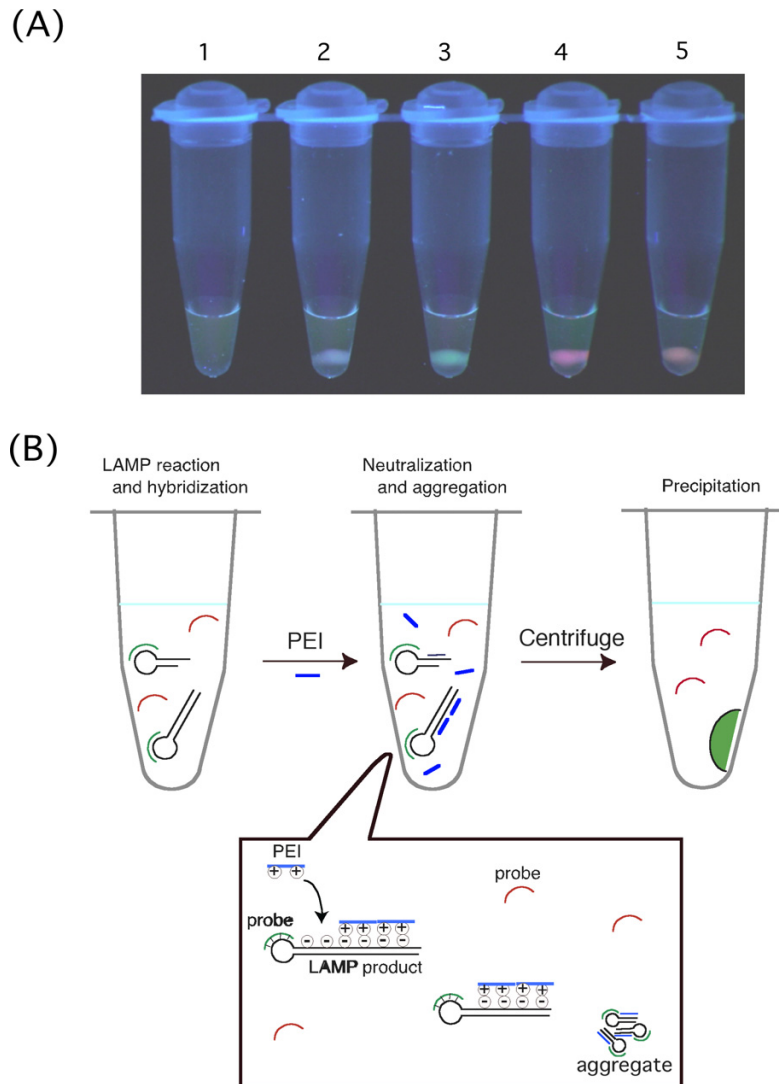 (A)
1 2 3 4 5
(B)
LAMP reaction
and hybridization
Neutralization
and aggregation
Precipitation
PEI
Centrifuge
PEI
+ +
probe
probe
+ + + +
- - - - - -
LAMP product
+ + + +
- - - -
aggregate